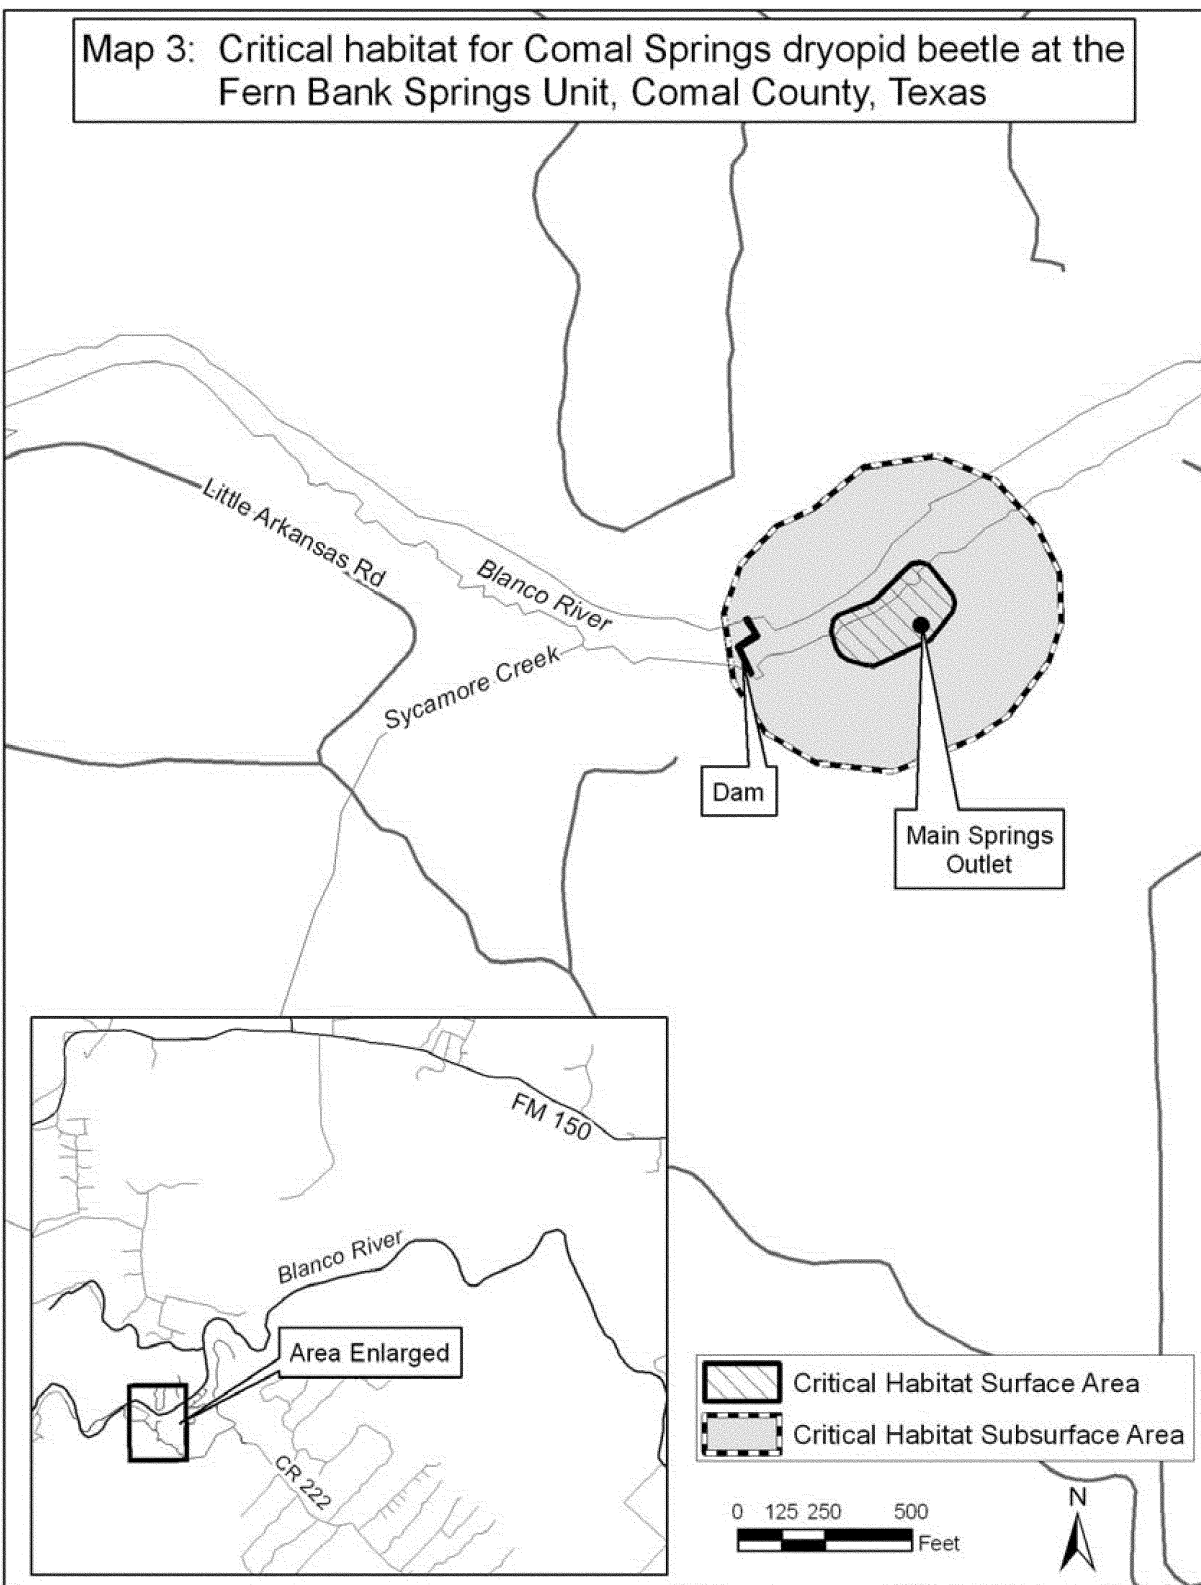 Map 3: Critical habitat for Comal Springs dryopid beetle at the
Fern Bank Springs Unit, Comal County, Texas
Little Arkansas Rd
Blanco River
Sycamore Creek
Dam
Main Springs
Outlet
FM 150
Blanco River
Area Enlarged
CR 222
Critical Habitat Surface Area
Critical Habitat Subsurface Area
0 125 250 500
Feet
N